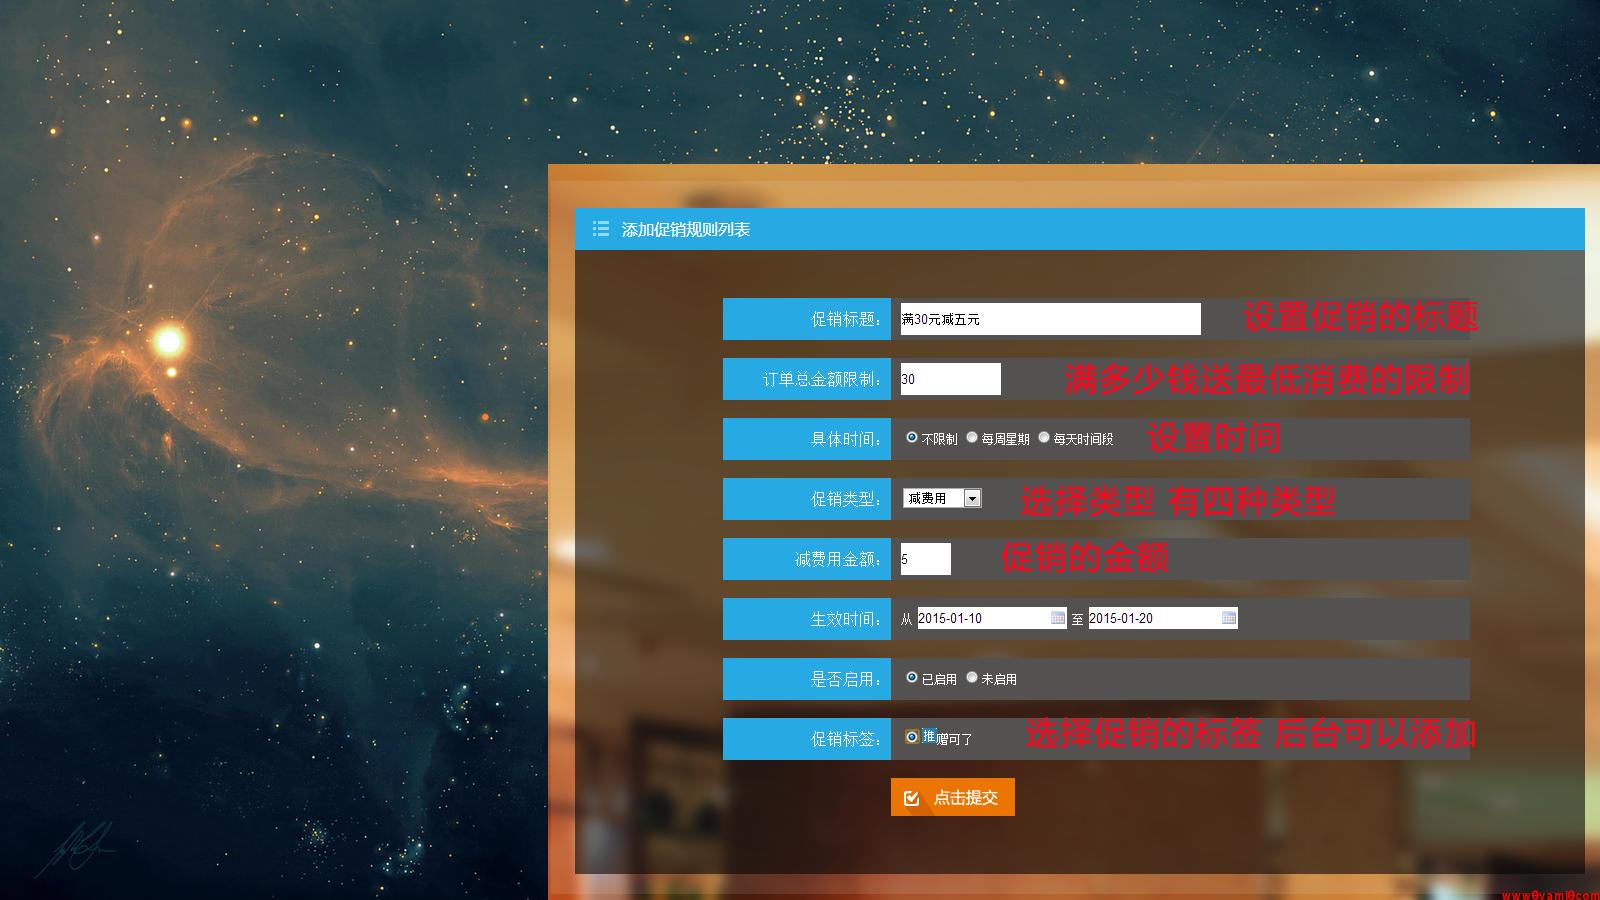 添加促销规则列表
促销标题： 满30元减五元 设置促销的标题
订单总金额限制： 30 满多少钱送最低消费的限制
具体时间： 不限制 每周星期 每天时间段 设置时间
促销类型： 减费用 选择类型 有四种类型
减费用金额： 5 促销的金额
生效时间： 从 2015-01-10 至 2015-01-20
是否启用： 已启用 未启用
促销标签： 推 赠可了 选择促销的标签 后台可以添加
点击提交